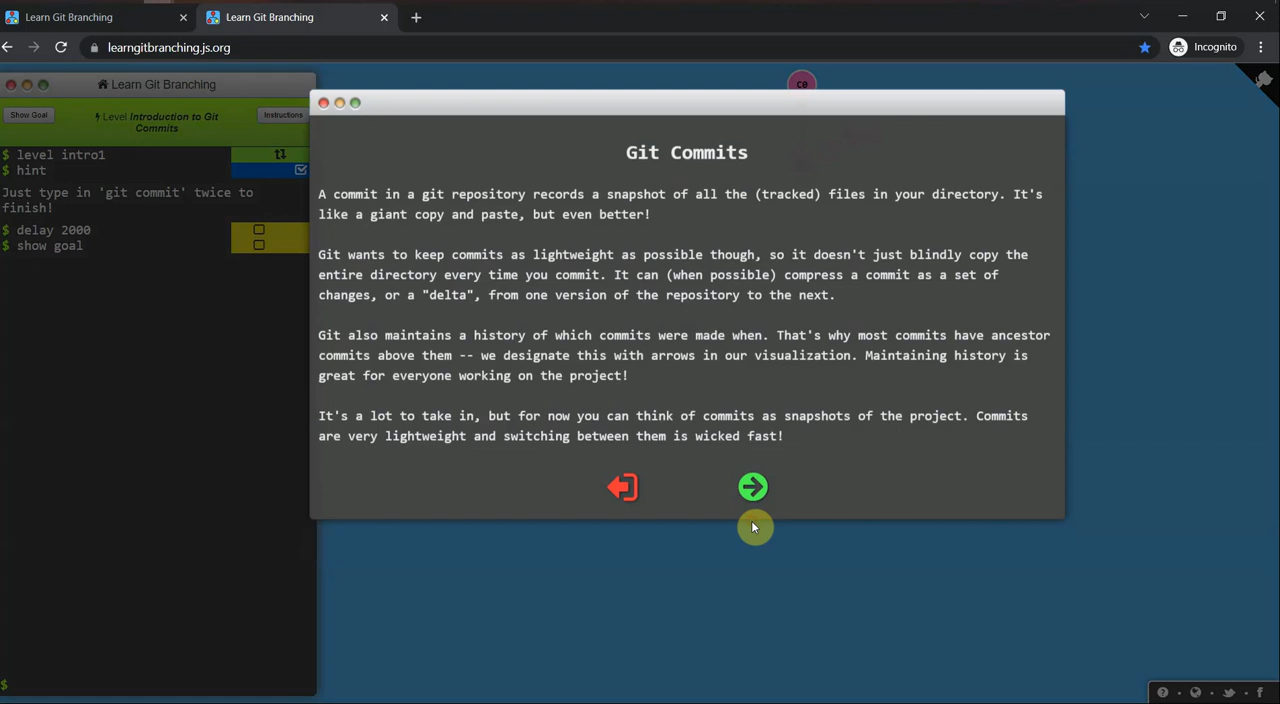 Learn Git Branching
Learn Git Branching
learngitbranching.js.org
Incognito
Learn Git Branching
Show Goal
Level Introduction to Git
Commits
Instructions
$ level intro1
$ hint
Just type in 'git commit' twice to
finish!
$ delay 2000
$ show goal
$
c0
Git Commits
A commit in a git repository records a snapshot of all the (tracked) files in your directory. It's
like a giant copy and paste, but even better!
Git wants to keep commits as lightweight as possible though, so it doesn't just blindly copy the
entire directory every time you commit. It can (when possible) compress a commit as a set of
changes, or a "delta", from one version of the repository to the next.
Git also maintains a history of which commits were made when. That's why most commits have ancestor
commits above them -- we designate this with arrows in our visualization. Maintaining history is
great for everyone working on the project!
It's a lot to take in, but for now you can think of commits as snapshots of the project. Commits
are very lightweight and switching between them is wicked fast!